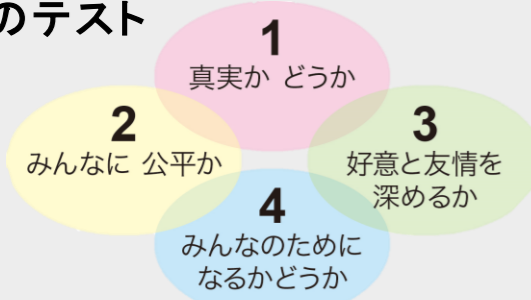 のテスト
1
真実か どうか
2
みんなに 公平か
3
好意と友情を
深めるか
4
みんなのために
なるかどうか